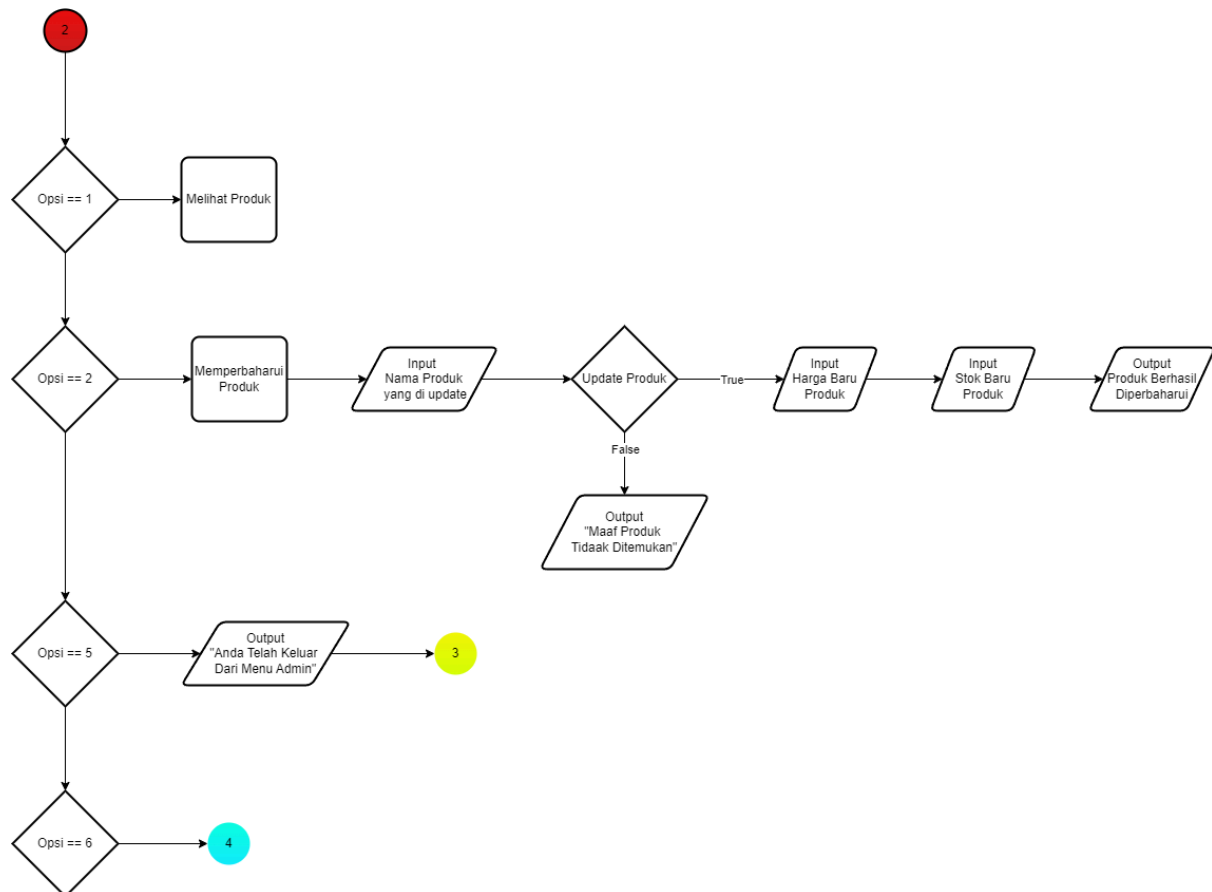 2
Opsi == 1
Melihat Produk
Opsi == 2
Memperbaharui
Produk
Input
Nama Produk
yang di update
Update Produk
True
Input
Harga Baru
Produk
Input
Stok Baru
Produk
Output
Produk Berhasil
Diperbaharui
False
Output
"Maaf Produk
Tidaak Ditemukan"
Opsi == 5
Output
"Anda Telah Keluar
Dari Menu Admin"
3
Opsi == 6
4